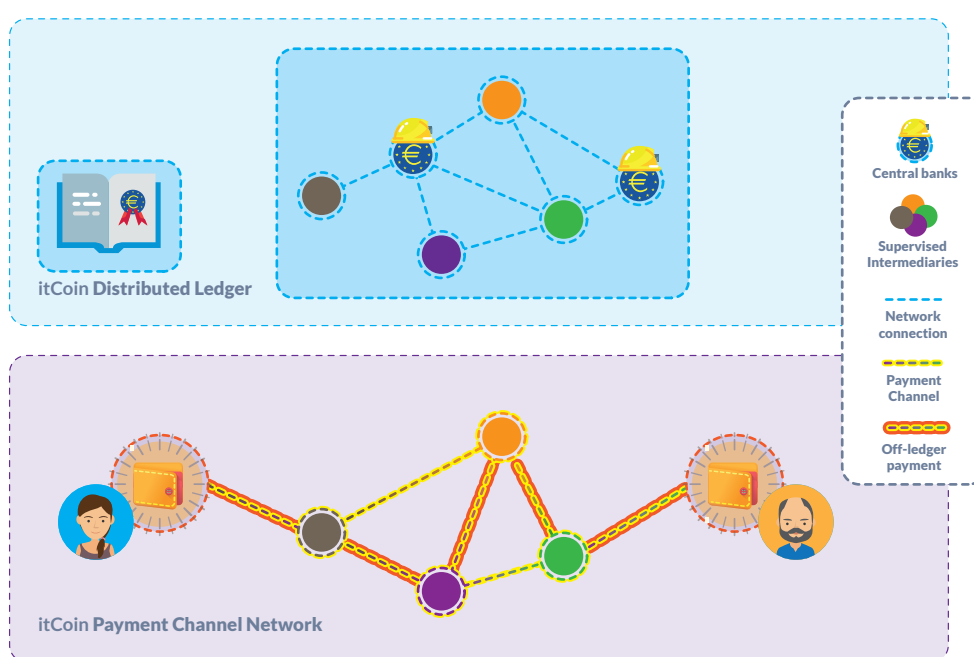 itCoin Distributed Ledger
Central banks
Supervised
Intermediaries
Network
connection
Payment
Channel
Off-ledger
payment
itCoin Payment Channel Network